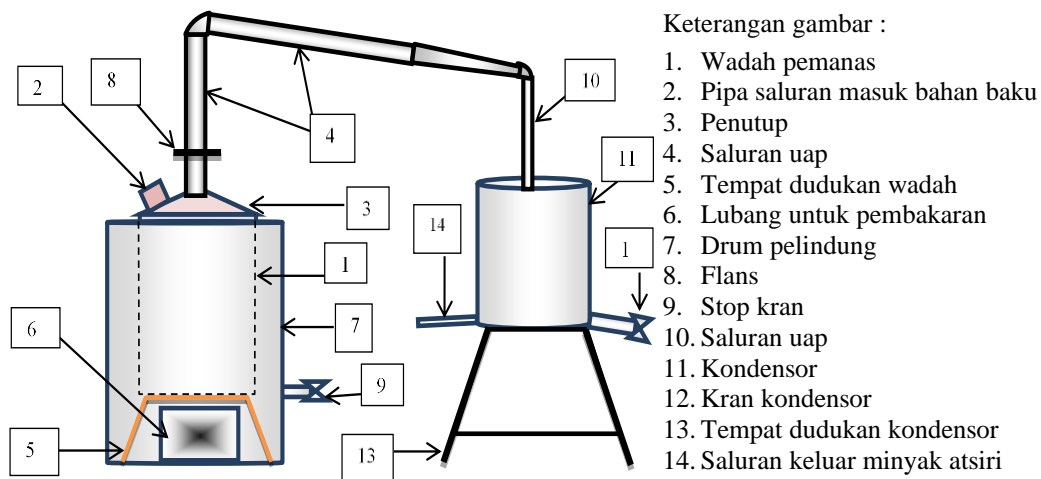 8
2
4
3
1
6
7
9
5
10
11
14
1
13
Keterangan gambar :
1. Wadah pemanas
2. Pipa saluran masuk bahan baku
3. Penutup
4. Saluran uap
5. Tempat dudukan wadah
6. Lubang untuk pembakaran
7. Drum pelindung
8. Flans
9. Stop kran
10. Saluran uap
11. Kondensor
12. Kran kondensor
13. Tempat dudukan kondensor
14. Saluran keluar minyak atsiri